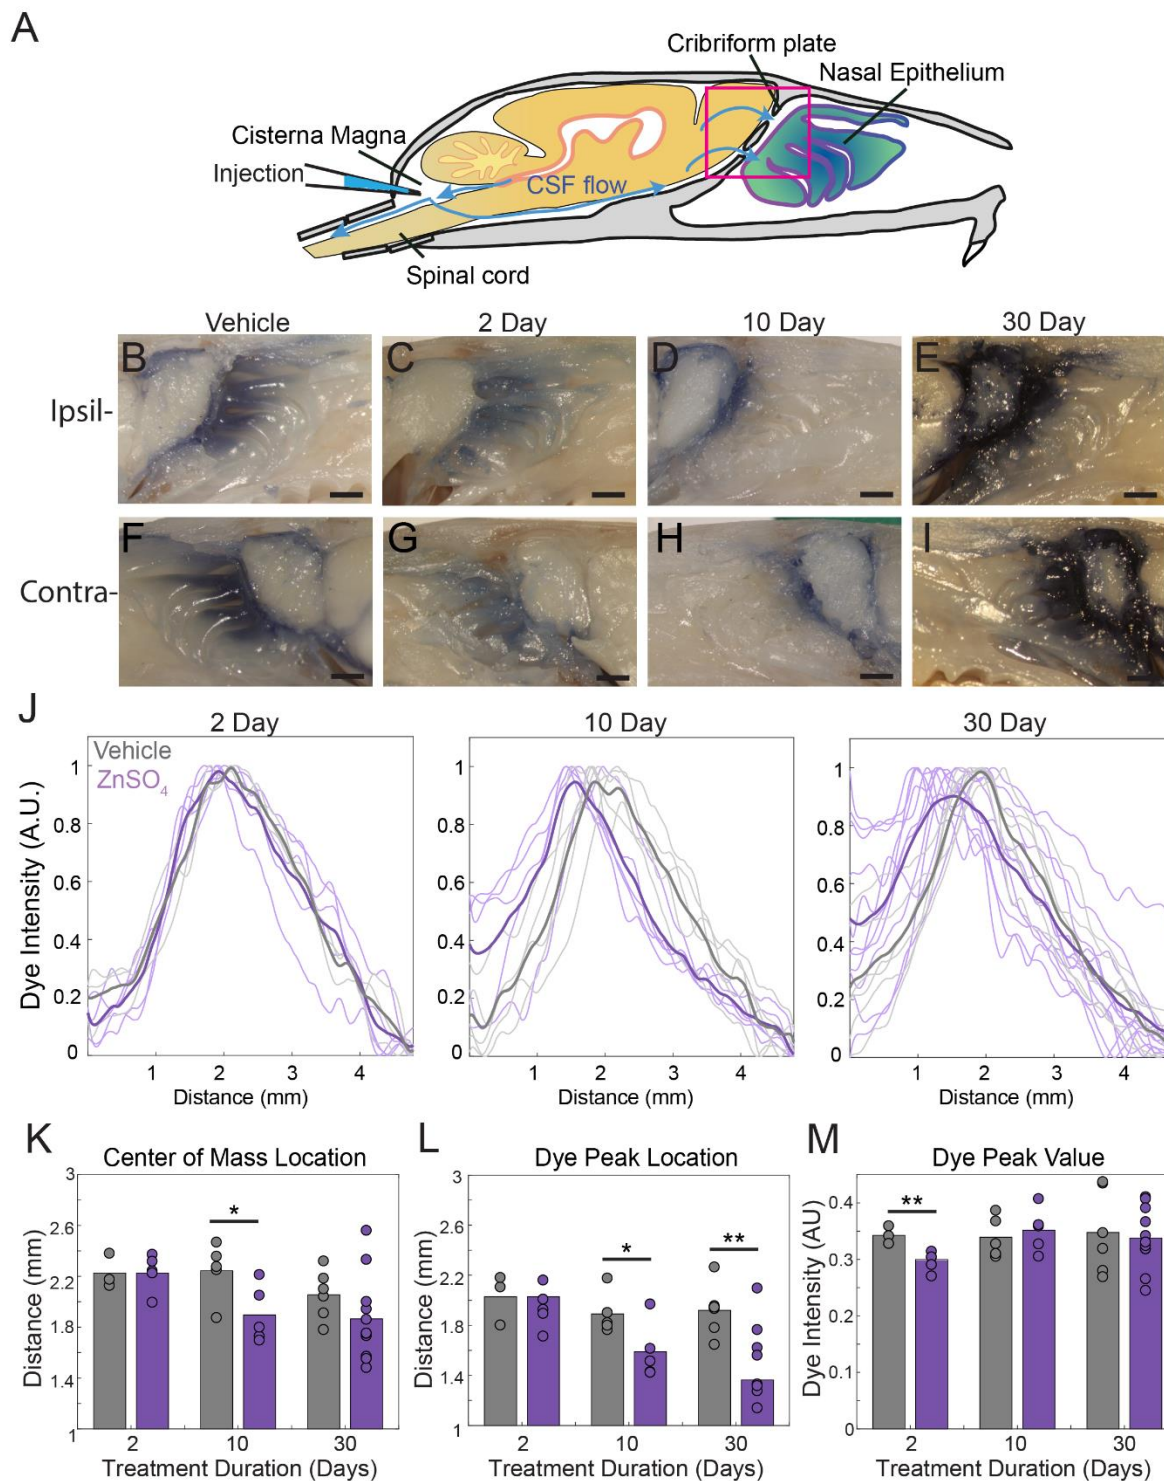 A
Cribriform plate
Nasal Epithelium
Cisterna Magna
Injection
CSF flow
Spinal cord
Vehicle 2 Day 10 Day 30 Day
Ipsil-
B C D E
Contra-
F G H I
J
2 Day 10 Day 30 Day
Vehicle
ZnSO4
Dye Intensity (A.U.)
1 1 1
0.8 0.8 0.8
0.6 0.6 0.6
0.4 0.4 0.4
0.2 0.2 0.2
0 0 0
1 2 3 4 1 2 3 4 1 2 3 4
Distance (mm) Distance (mm) Distance (mm)
K
Center of Mass Location
Distance (mm)
3
2.6
2.2
1.8
1.4
1
*
2 10 30
Treatment Duration (Days)
L
Dye Peak Location
Distance (mm)
3
2.6
2.2
1.8
1.4
1
* **
2 10 30
Treatment Duration (Days)
M
Dye Peak Value
Dye Intensity (AU)
0.4
0.3
0.2
0.1
0
**
2 10 30
Treatment Duration (Days)